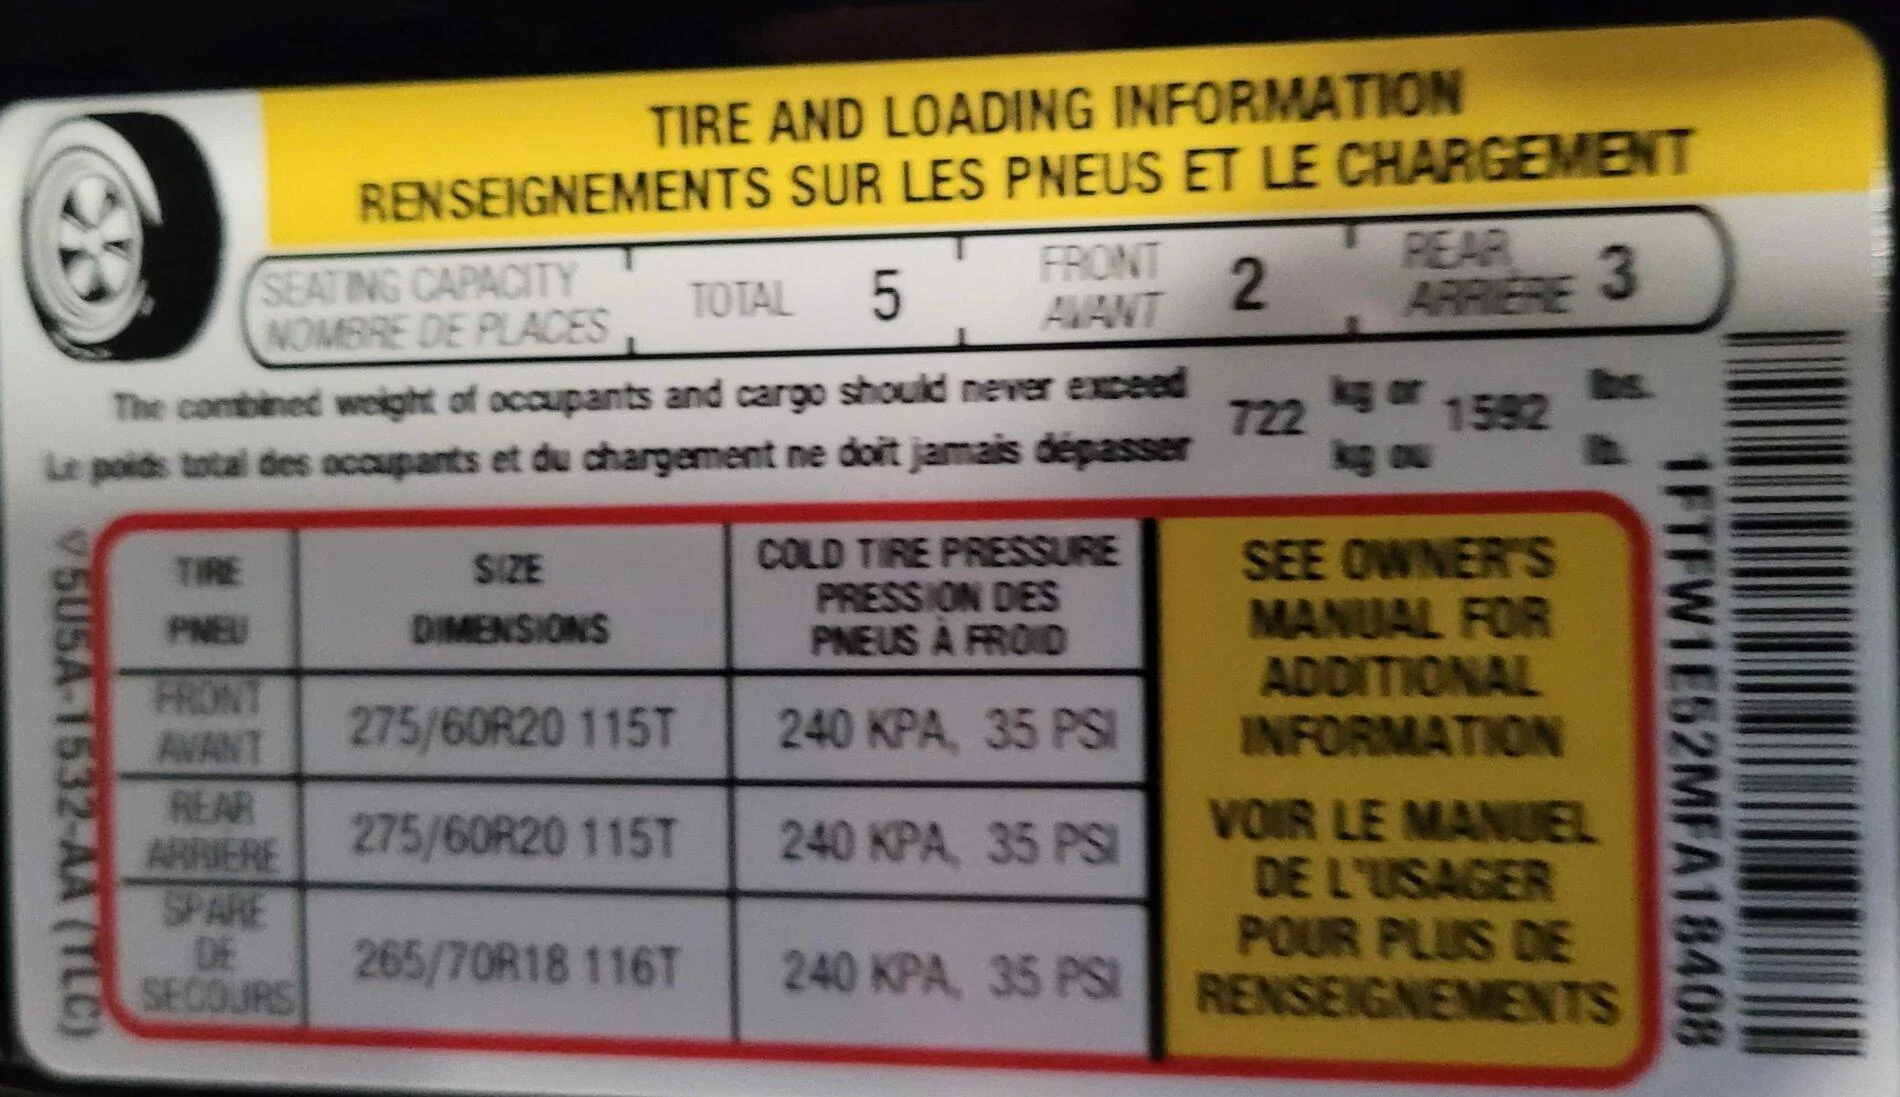 TIRE AND LOADING INFORMATION
RENSEIGNEMENTS SUR LES PNEUS ET LE CHARGEMENT
SEATING CAPACITY
NOMBRE DE PLACES
TOTAL 5
FRONT
AVANT
2
REAR
ARRIÈRE
3
The combined weight of occupants and cargo should never exceed 722 kg or 1592 lbs.
Le poids total des occupants et du chargement ne doit jamais dépasser kg ou lb.
TIRE
PNEU
SIZE
DIMENSIONS
COLD TIRE PRESSURE
PRESSION DES
PNEUS À FROID
FRONT
AVANT
275/60R20 115T
240 KPA, 35 PSI
REAR
ARRIERE
275/60R20 115T
240 KPA, 35 PSI
SPARE
DE
SECOURS
265/70R18 116T
240 KPA, 35 PSI
SEE OWNER'S
MANUAL FOR
ADDITIONAL
INFORMATION
VOIR LE MANUEL
DE L"USAGER
POUR PLUS DE
RENSEIGNEMENTS
5U5A-1532-AA (TLC)
1FTFW1E52MFA18408